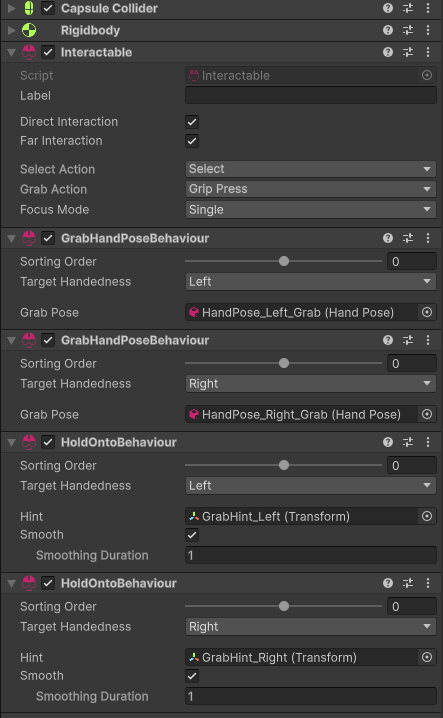 Capsule Collider
Rigidbody
Interactable
Script Interactable
Label
Direct Interaction
Far Interaction
Select Action Select
Grab Action Grip Press
Focus Mode Single
GrabHandPoseBehaviour
Sorting Order 0
Target Handedness Left
Grab Pose HandPose_Left_Grab (Hand Pose)
GrabHandPoseBehaviour
Sorting Order 0
Target Handedness Right
Grab Pose HandPose_Right_Grab (Hand Pose)
HoldOntoBehaviour
Sorting Order 0
Target Handedness Left
Hint GrabHint_Left (Transform)
Smooth
Smoothing Duration 1
HoldOntoBehaviour
Sorting Order 0
Target Handedness Right
Hint GrabHint_Right (Transform)
Smooth
Smoothing Duration 1